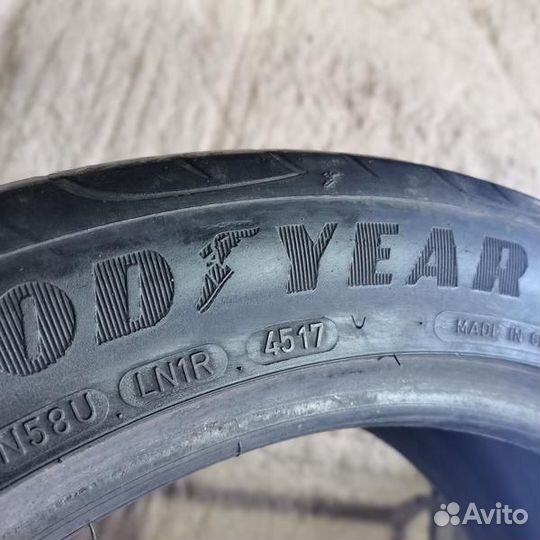 OD YEAR
N58U LN1R 4517 MADE IN
Avito